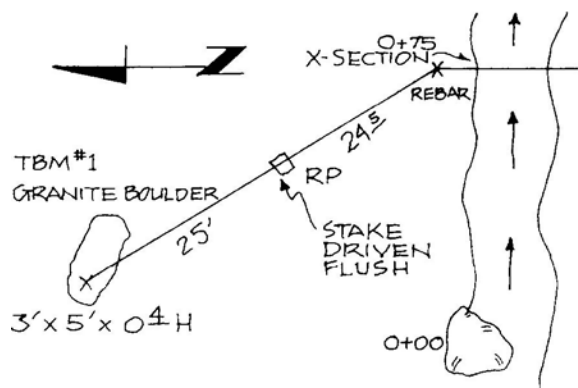 N
0+75
X-SECTION
REBAR
24.5
RP
TBM #1
GRANITE BOULDER
25'
STAKE
DRIVEN
FLUSH
3' x 5' x 0.4 H
0+00